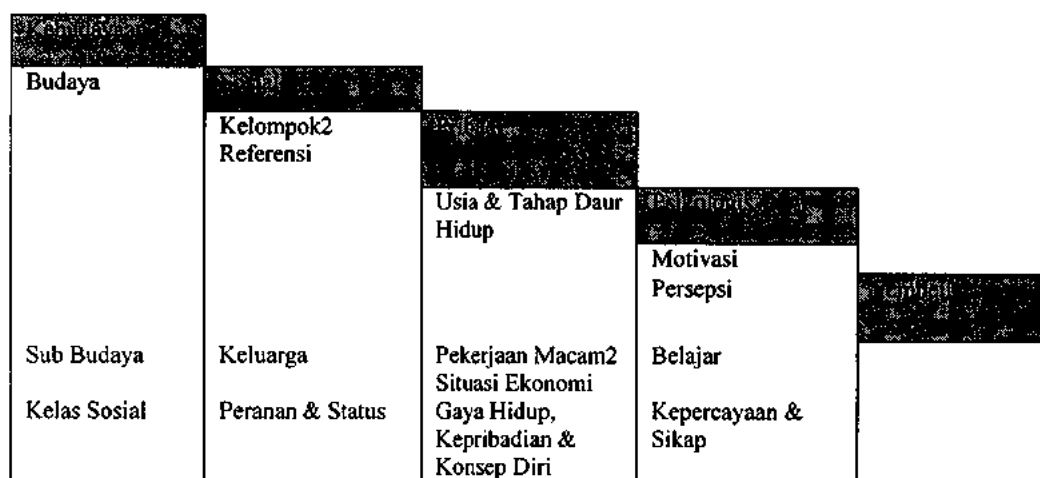 Budaya
Sub Budaya
Kelas Sosial
Kelompok2
Referensi
Keluarga
Peranan & Status
Usia & Tahap Daur
Hidup
Pekerjaan Macam2
Situasi Ekonomi
Gaya Hidup,
Kepribadian &
Konsep Diri
Motivasi
Persepsi
Belajar
Kepercayaan &
Sikap